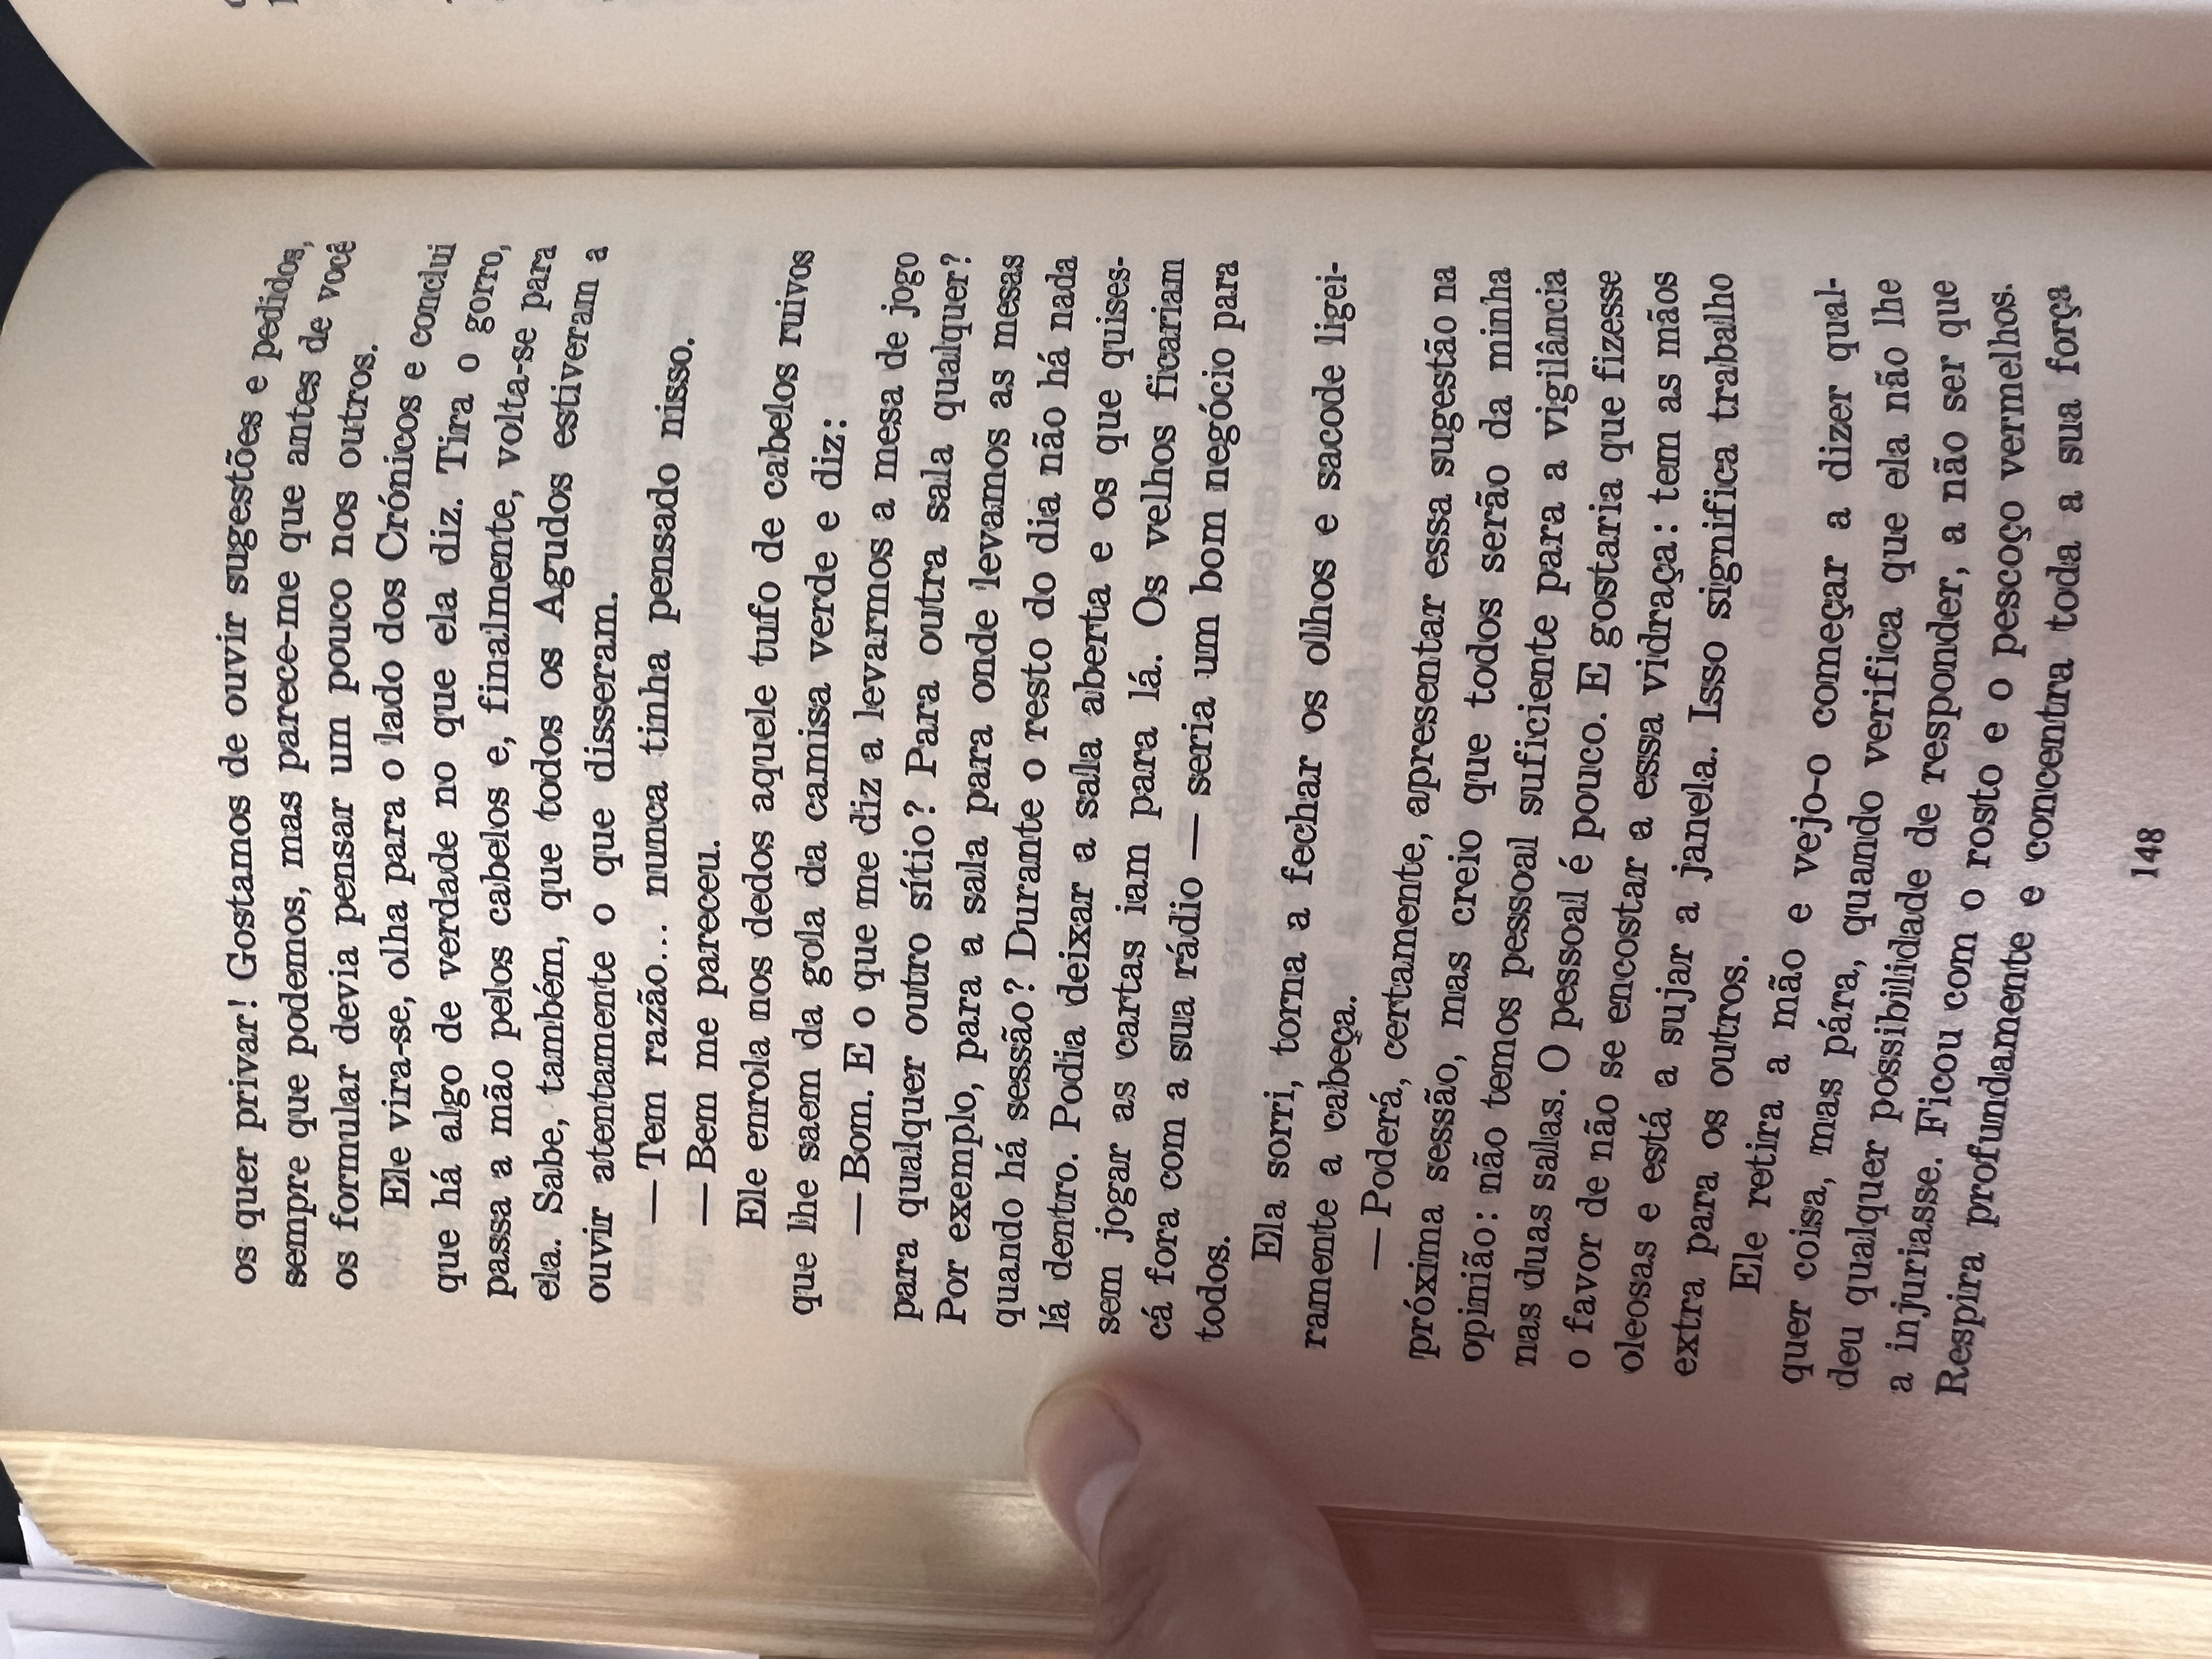 os quer privar! Gostamos de ouvir sugestões e pedidos,
sempre que podemos, mas parece-me que antes de você
os formular devia pensar um pouco nos outros.
Ele vira-se, olha para o lado dos Crónicos e conclui
que há algo de verdade no que ela diz. Tira o gorro,
passa a mão pelos cabelos e, finalmente, volta-se para
ela. Sabe, também, que todos os Agudos estiveram a
ouvir atentamente o que disseram.
— Tem razão... nunca tinha pensado nisso.
— Bem me pareceu.
Ele enrola nos dedos aquele tufo de cabelos ruivos
que lhe saem da gola da camisa verde e diz:
— Bom. E o que me diz a levarmos a mesa de jogo
para qualquer outro sítio? Para outra sala qualquer?
Por exemplo, para a sala para onde levamos as mesas
quando há sessão? Durante o resto do dia não há nada
lá dentro. Podia deixar a sala aberta e os que quises-
sem jogar as cartas iam para lá. Os velhos ficariam
cá fora com a sua rádio — seria um bom negócio para
todos.
Ela sorri, torna a fechar os olhos e sacode ligei-
ramente a cabeça.
— Poderá, certamente, apresentar essa sugestão na
próxima sessão, mas creio que todos serão da minha
opinião: não temos pessoal suficiente para a vigilância
nas duas salas. O pessoal é pouco. E gostaria que fizesse
o favor de não se encostar a essa vidraça: tem as mãos
oleosas e está a sujar a janela. Isso significa trabalho
extra para os outros.
Ele retira a mão e vejo-o começar a dizer qual-
quer coisa, mas pára, quando verifica que ela não lhe
deu qualquer possibilidade de responder, a não ser que
a injuriasse. Ficou com o rosto e o pescoço vermelhos.
Respira profundamente e concentra toda a sua força
148